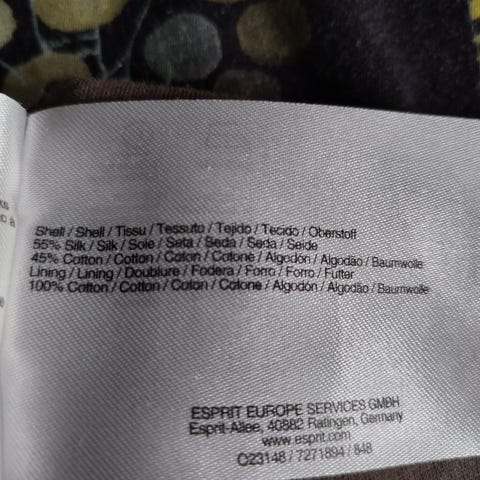 Shell / Shell / Tissu / Tessuto / Tejido / Tecido / Oberstoff
55% Silk / Silk / Soie / Seta / Seda / Seda / Seide
45% Cotton / Cotton / Coton / Cotone / Algodón / Algodão / Baumwolle
Lining / Lining / Doublure / Fodera / Forro / Forro / Futter
100% Cotton / Cotton / Coton / Cotone / Algodón / Algodão / Baumwolle
ESPRIT EUROPE SERVICES GMBH
Esprit-Allee, 40882 Ratingen, Germany
www.esprit.com
O23148 / 7271894 / 848